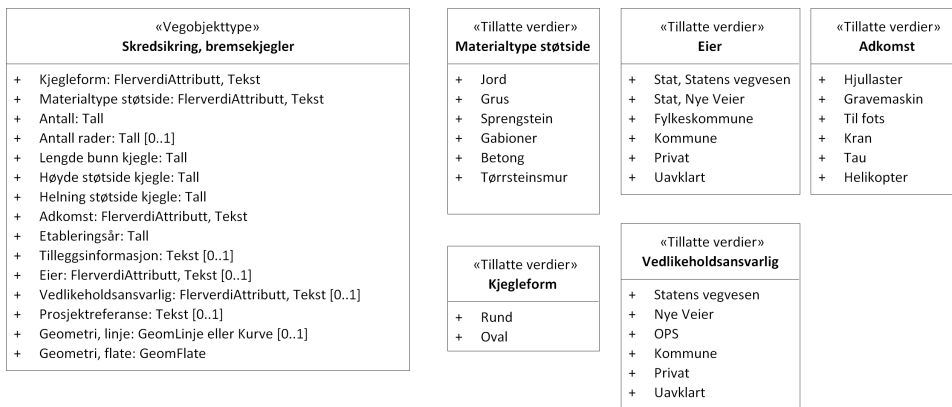 «Vegobjekttype»
Skredsikring, bremsekjegler
+ Kjegleform: FlerverdiAttributt, Tekst
+ Materialtype støtside: FlerverdiAttributt, Tekst
+ Antall: Tall
+ Antall rader: Tall [0..1]
+ Lengde bunn kjegle: Tall
+ Høyde støtside kjegle: Tall
+ Helning støtside kjegle: Tall
+ Adkomst: FlerverdiAttributt, Tekst
+ Etableringsår: Tall
+ Tilleggsinformasjon: Tekst [0..1]
+ Eier: FlerverdiAttributt, Tekst [0..1]
+ Vedlikeholdsansvarlig: FlerverdiAttributt, Tekst [0..1]
+ Prosjektreferanse: Tekst [0..1]
+ Geometri, linje: GeomLinje eller Kurve [0..1]
+ Geometri, flate: GeomFlate
«Tillatte verdier»
Materialtype støtside
+ Jord
+ Grus
+ Sprengstein
+ Gabioner
+ Betong
+ Tørrsteinsmur
«Tillatte verdier»
Eier
+ Stat, Statens vegvesen
+ Stat, Nye Veier
+ Fylkeskommune
+ Kommune
+ Privat
+ Uavklart
«Tillatte verdier»
Adkomst
+ Hjullaster
+ Gravemaskin
+ Til fots
+ Kran
+ Tau
+ Helikopter
«Tillatte verdier»
Kjegleform
+ Rund
+ Oval
«Tillatte verdier»
Vedlikeholdsansvarlig
+ Statens vegvesen
+ Nye Veier
+ OPS
+ Kommune
+ Privat
+ Uavklart